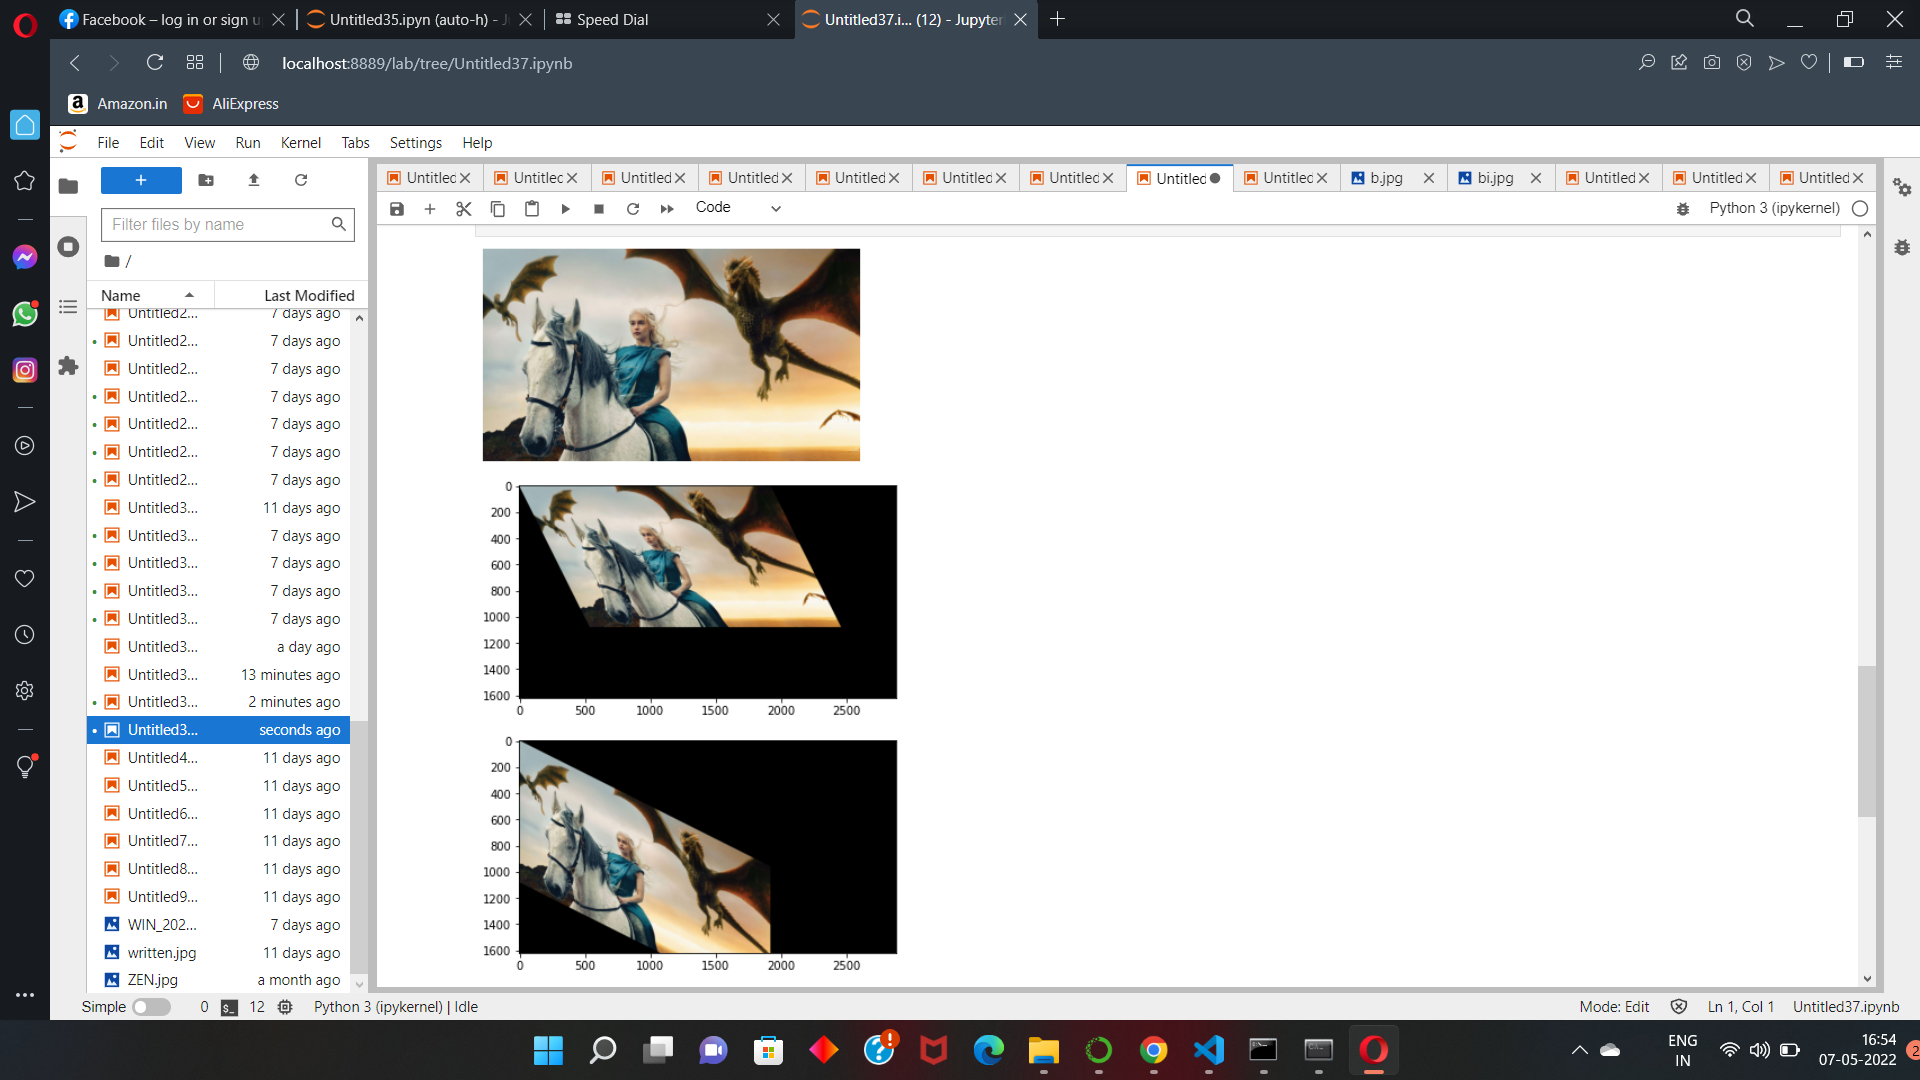 Facebook – log in or sign u
Untitled35.ipyn (auto-h) - J
Speed Dial
Untitled37.i... (12) - Jupyter
localhost:8889/lab/tree/Untitled37.ipynb
Amazon.in
AliExpress
File Edit View Run Kernel Tabs Settings Help
Untitled Untitled Untitled Untitled Untitled Untitled Untitled Untitled Untitled b.jpg bi.jpg Untitled Untitled Untitled
Code
Python 3 (ipykernel)
Filter files by name
/
Name Last Modified
Untitled2... 7 days ago
Untitled2... 7 days ago
Untitled2... 7 days ago
Untitled2... 7 days ago
Untitled2... 7 days ago
Untitled2... 7 days ago
Untitled2... 7 days ago
Untitled3... 11 days ago
Untitled3... 7 days ago
Untitled3... 7 days ago
Untitled3... 7 days ago
Untitled3... 7 days ago
Untitled3... a day ago
Untitled3... 13 minutes ago
Untitled3... 2 minutes ago
Untitled3... seconds ago
Untitled4... 11 days ago
Untitled5... 11 days ago
Untitled6... 11 days ago
Untitled7... 11 days ago
Untitled8... 11 days ago
Untitled9... 11 days ago
WIN_202... 7 days ago
written.jpg 11 days ago
ZEN.jpg a month ago
0
200
400
600
800
1000
1200
1400
1600
0 500 1000 1500 2000 2500
0
200
400
600
800
1000
1200
1400
1600
0 500 1000 1500 2000 2500
Simple 0 12 Python 3 (ipykernel) | Idle
Mode: Edit Ln 1, Col 1 Untitled37.ipynb
ENG
IN
16:54
07-05-2022
2